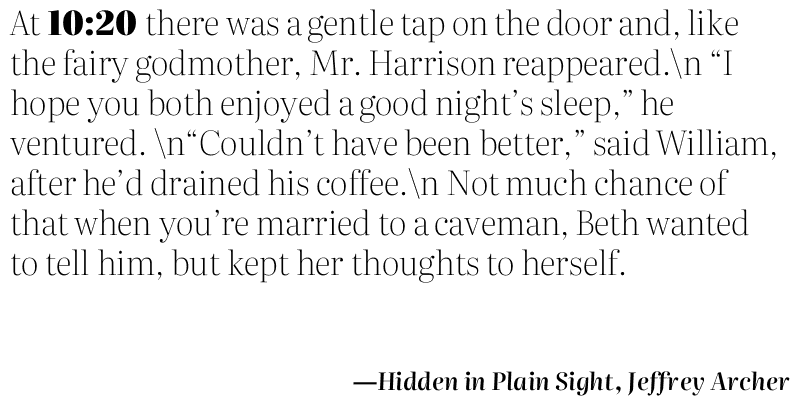 At 10:20 there was a gentle tap on the door and, like
the fairy godmother, Mr. Harrison reappeared.\n “I
hope you both enjoyed a good night’s sleep,” he
ventured. \n“Couldn’t have been better,” said William,
after he’d drained his coffee.\n Not much chance of
that when you’re married to a caveman, Beth wanted
to tell him, but kept her thoughts to herself.
—Hidden in Plain Sight, Jeffrey Archer